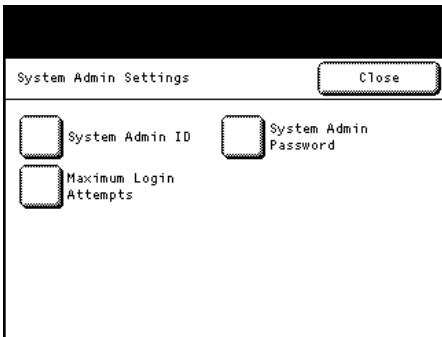 System Admin Settings
Close
System Admin ID
System Admin
Password
Maximum Login
Attempts